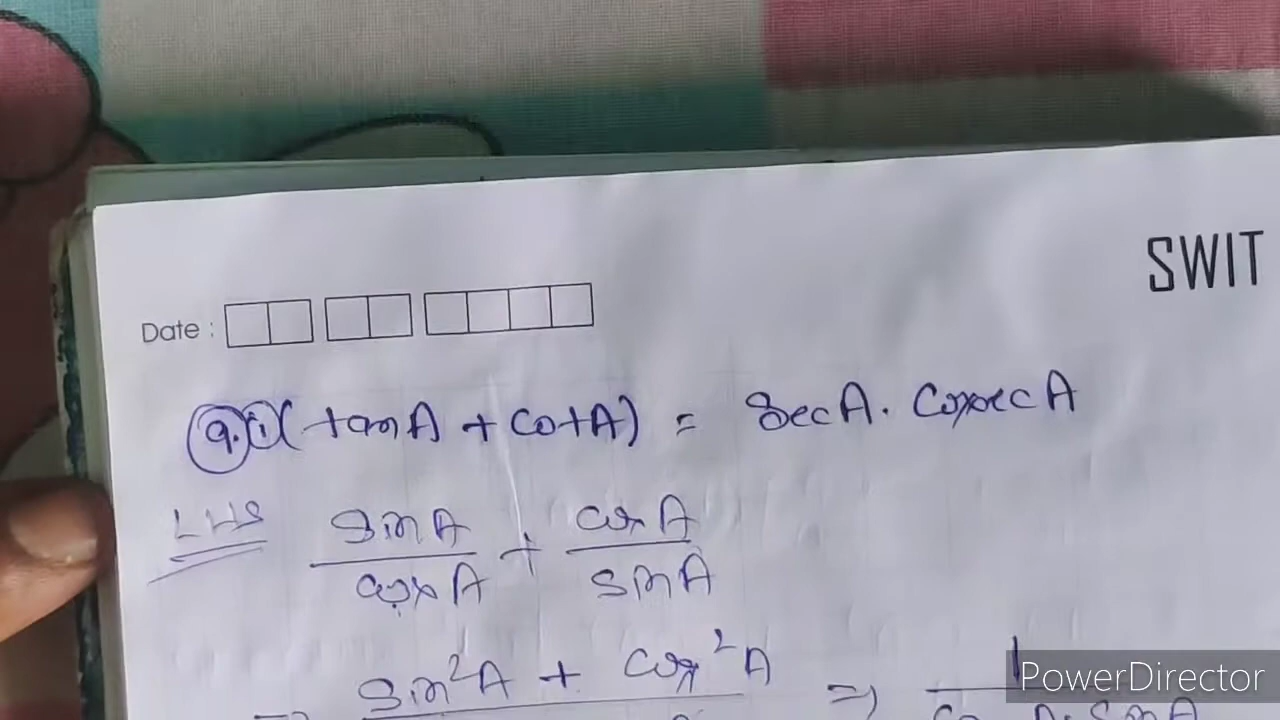 SWIT
Date :
9. i (tanA + cotA) = SecA. CosecA
LHS sinA/cosA + cosA/sinA
sin²A + cos²A => 1
PowerDirector